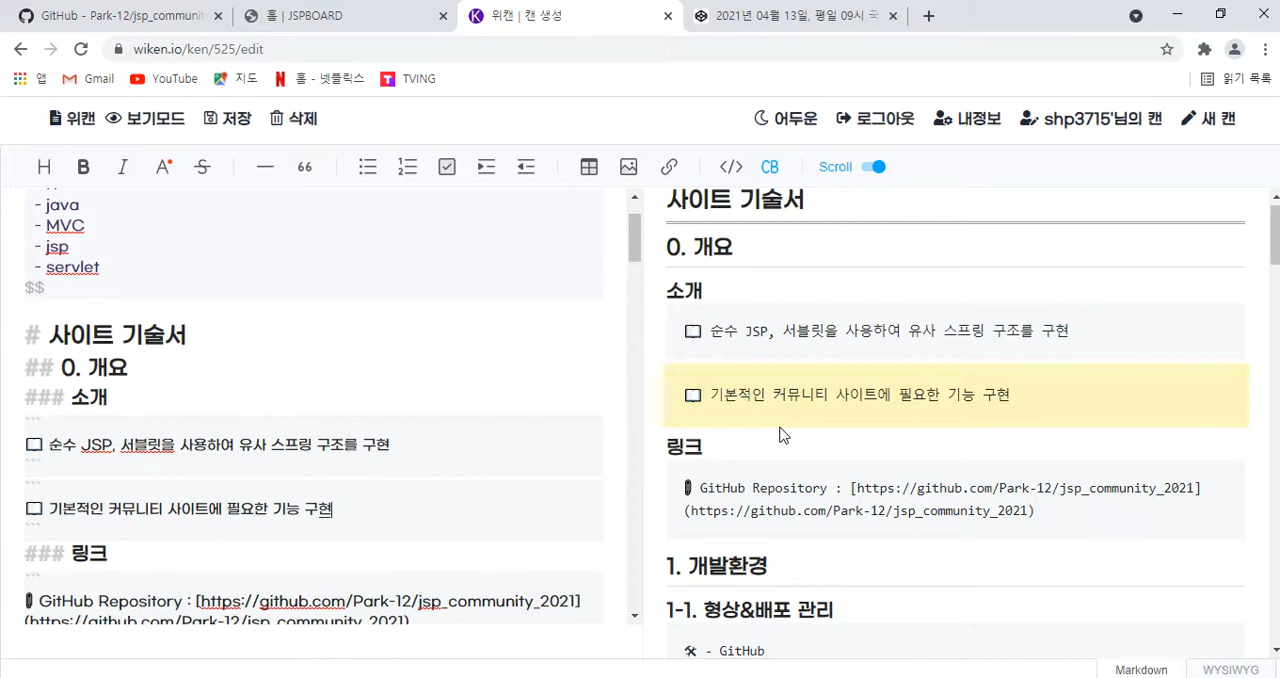 GitHub - Park-12/jsp_communit
홈 | JSPBOARD
위캔 | 캔 생성
2021년 04월 13일, 평일 09시 국
wiken.io/ken/525/edit
앱 Gmail YouTube 지도 홈 - 넷플릭스 TVING 읽기 목록
위캔 보기모드 저장 삭제 어두운 로그아웃 내정보 shp3715'님의 캔 새 캔
H B I A S 66 </> CB Scroll
- java
- MVC
- jsp
- servlet
$$
# 사이트 기술서
## 0. 개요
### 소개
```
순수 JSP, 서블릿을 사용하여 유사 스프링 구조를 구현
```
```
기본적인 커뮤니티 사이트에 필요한 기능 구현
```
### 링크
```
GitHub Repository : [https://github.com/Park-12/jsp_community_2021]
(https://github.com/Park-12/jsp_community_2021)
사이트 기술서
0. 개요
소개
순수 JSP, 서블릿을 사용하여 유사 스프링 구조를 구현
기본적인 커뮤니티 사이트에 필요한 기능 구현
링크
GitHub Repository : [https://github.com/Park-12/jsp_community_2021]
(https://github.com/Park-12/jsp_community_2021)
1. 개발환경
1-1. 형상&배포 관리
- GitHub
Markdown WYSIWYG